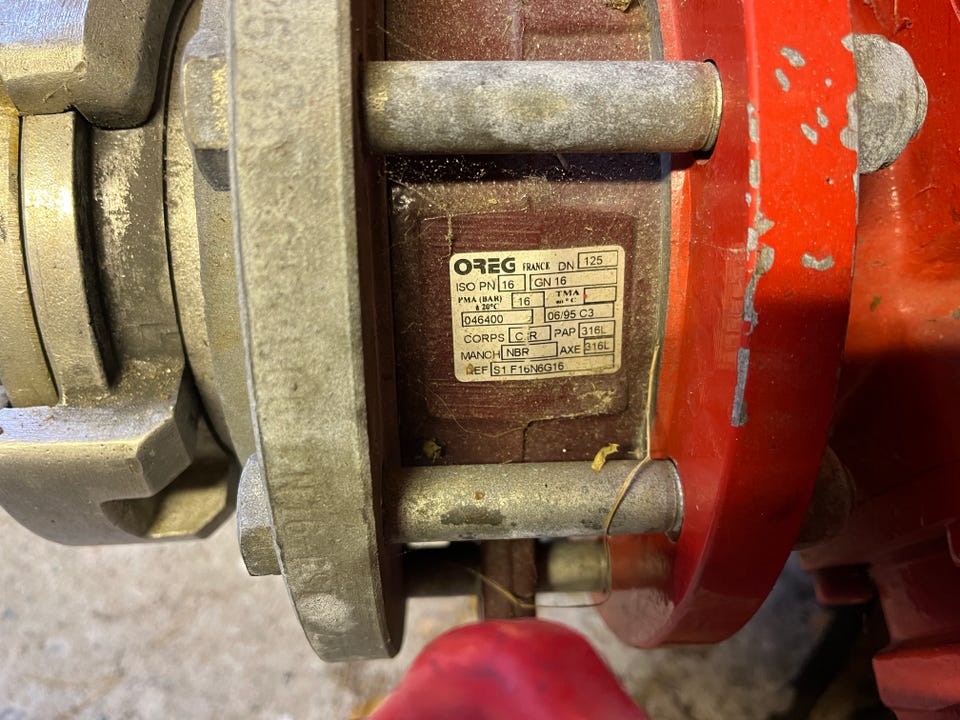 OREG FRANCE DN 125
ISO PN 16 GN 16
PMA (BAR) à 20°C 16 TMA en °C
046400 06/95 C3
CORPS PAP 316L
MANCH NBR AXE 316L
REF S1 F16N6G16